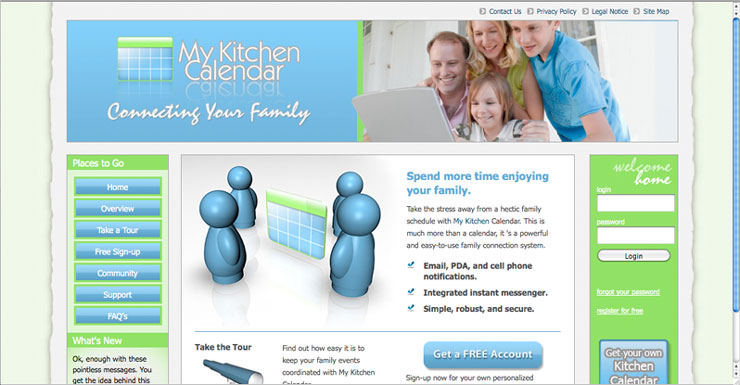 Contact Us
Privacy Policy
Legal Notice
Site Map
My Kitchen
Calendar
Connecting Your Family
Places to Go
Home
Overview
Take a Tour
Free Sign-up
Community
Support
FAQ's
What's New
Ok, enough with these
pointless messages. You
get the idea behind this
Spend more time enjoying
your family.
Take the stress away from a hectic family
schedule with My Kitchen Calendar. This is
much more than a calendar, it 's a powerful
and easy-to-use family connection system.
Email, PDA, and cell phone
notifications.
Integrated instant messenger.
Simple, robust, and secure.
Take the Tour
Find out how easy it is to
keep your family events
coordinated with My Kitchen
Calendar
Get a FREE Account
Sign-up now for your own personalized
welcome
home
login
password
Login
forgot your password
register for free
Get your own
Kitchen
Calendar